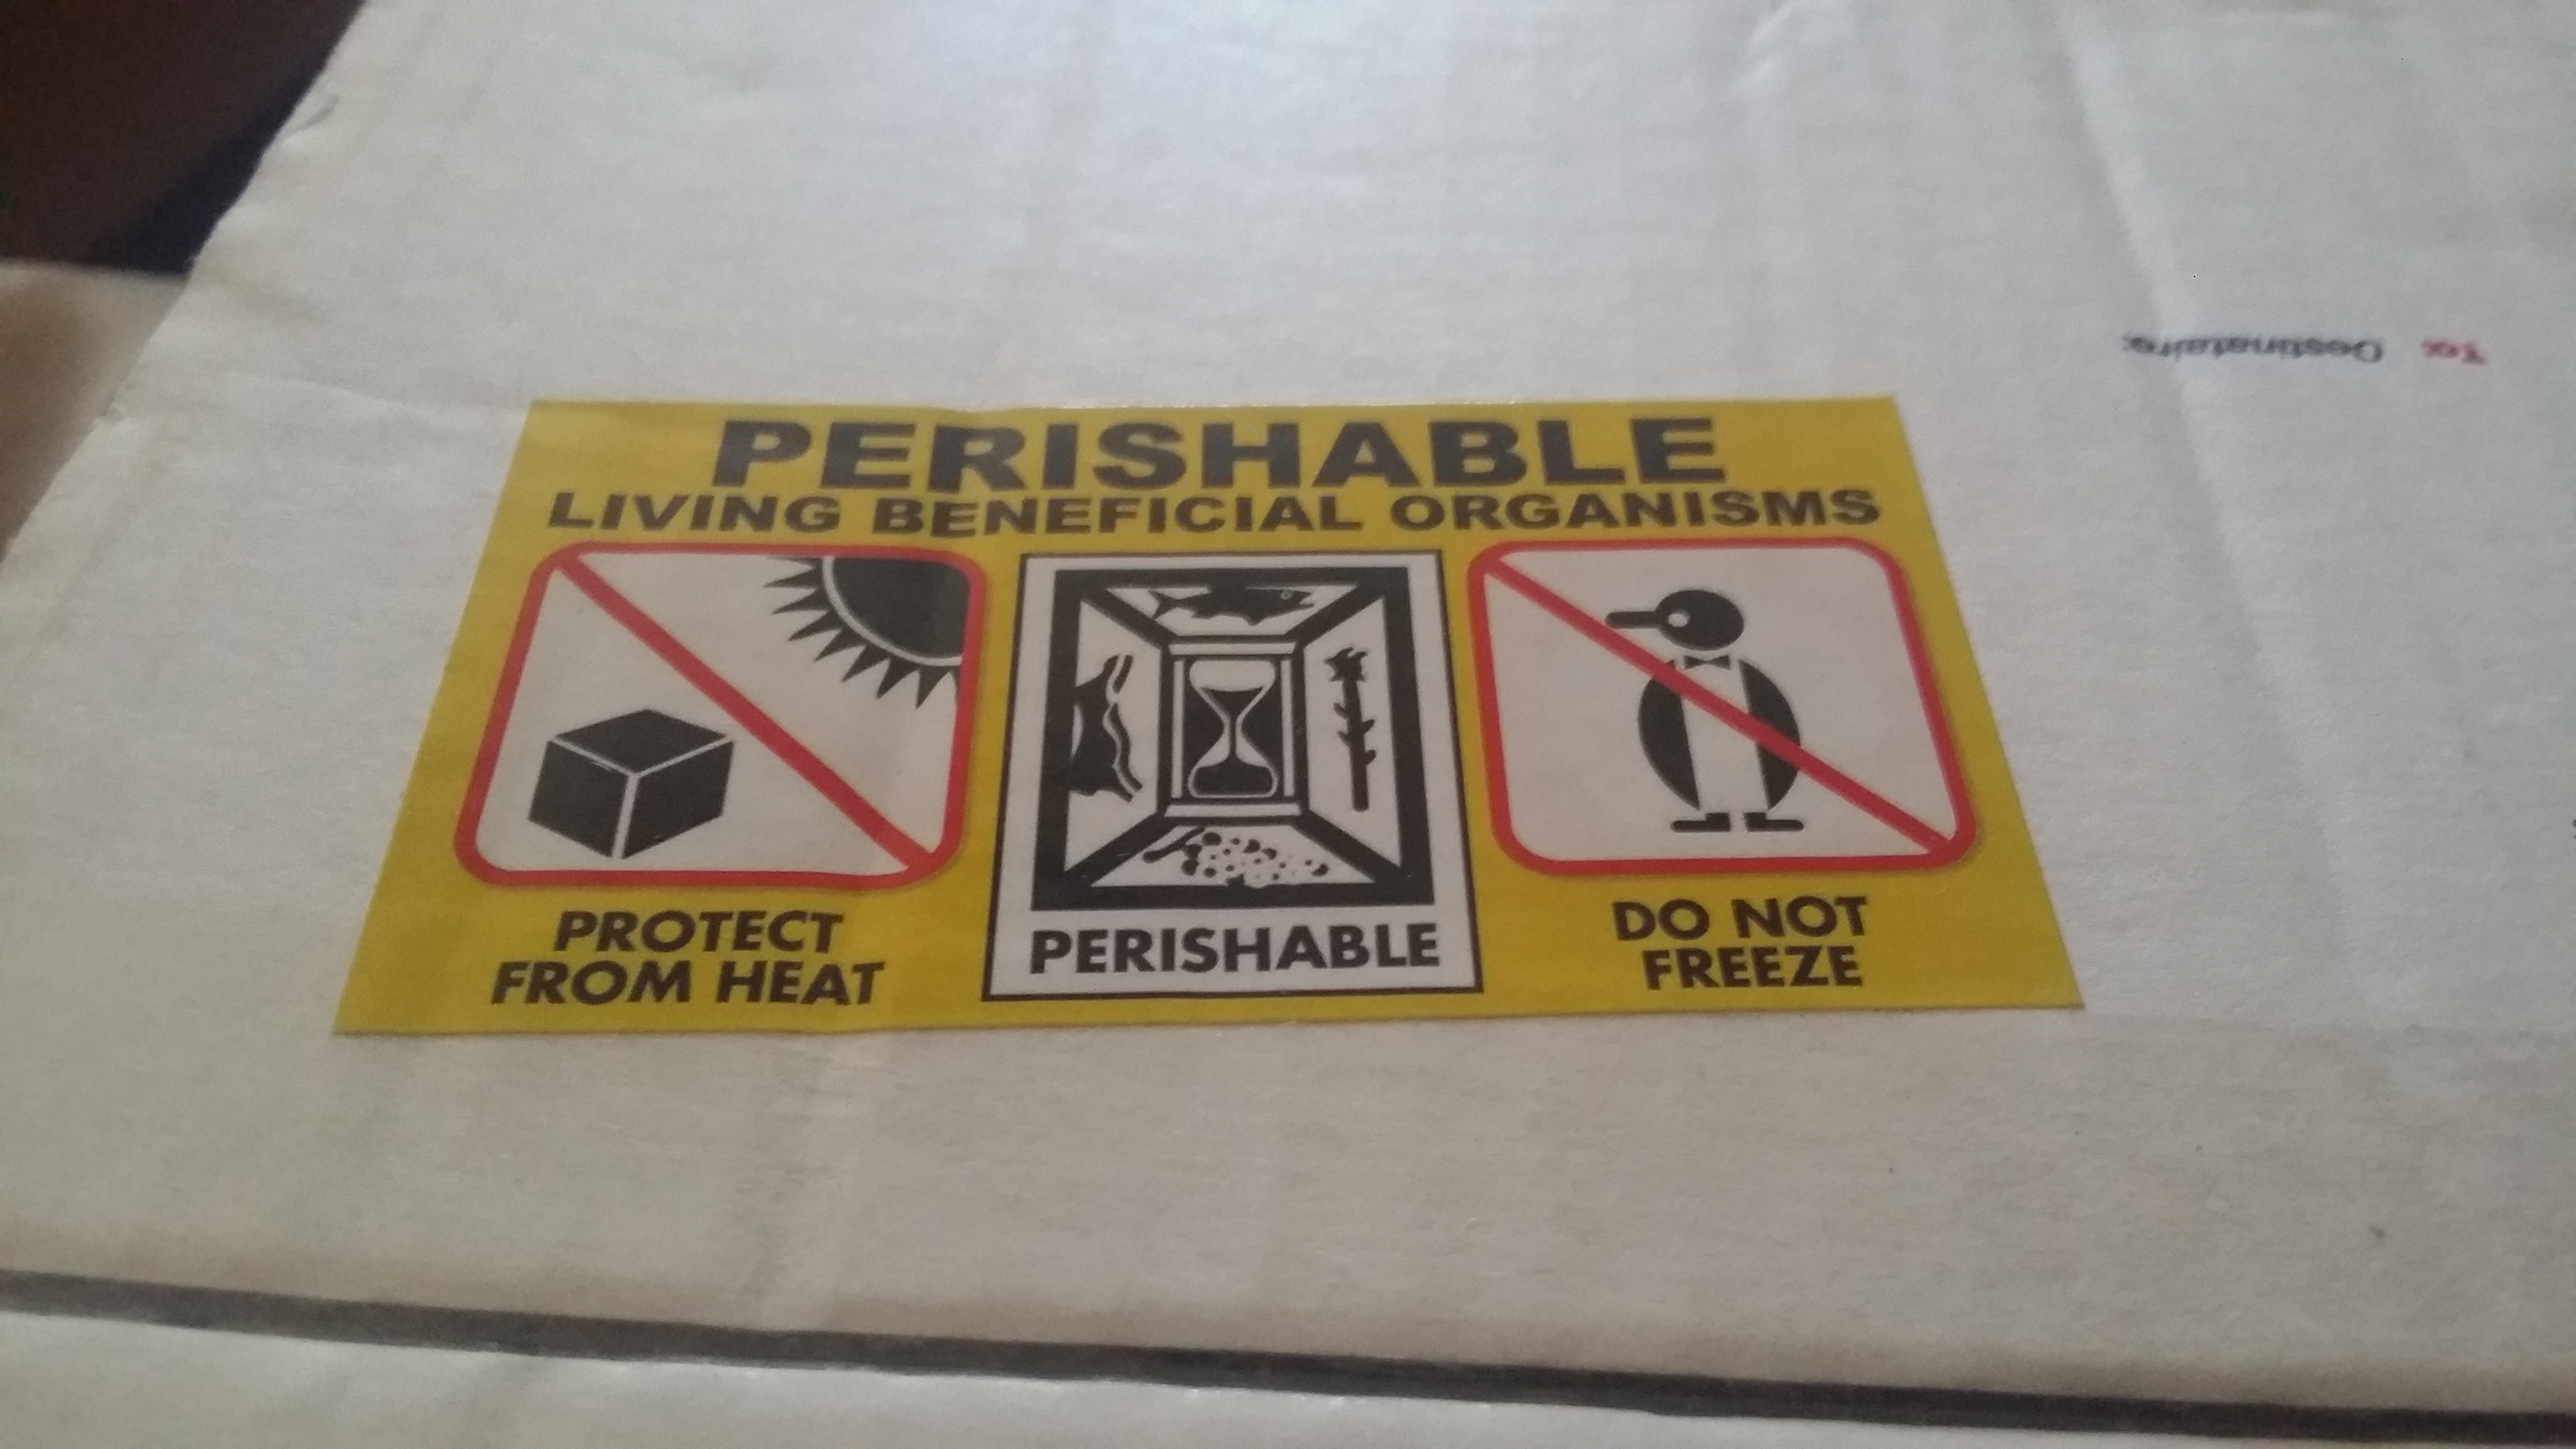 To: Destinataire:
PERISHABLE
LIVING BENEFICIAL ORGANISMS
PROTECT
FROM HEAT
PERISHABLE
DO NOT
FREEZE